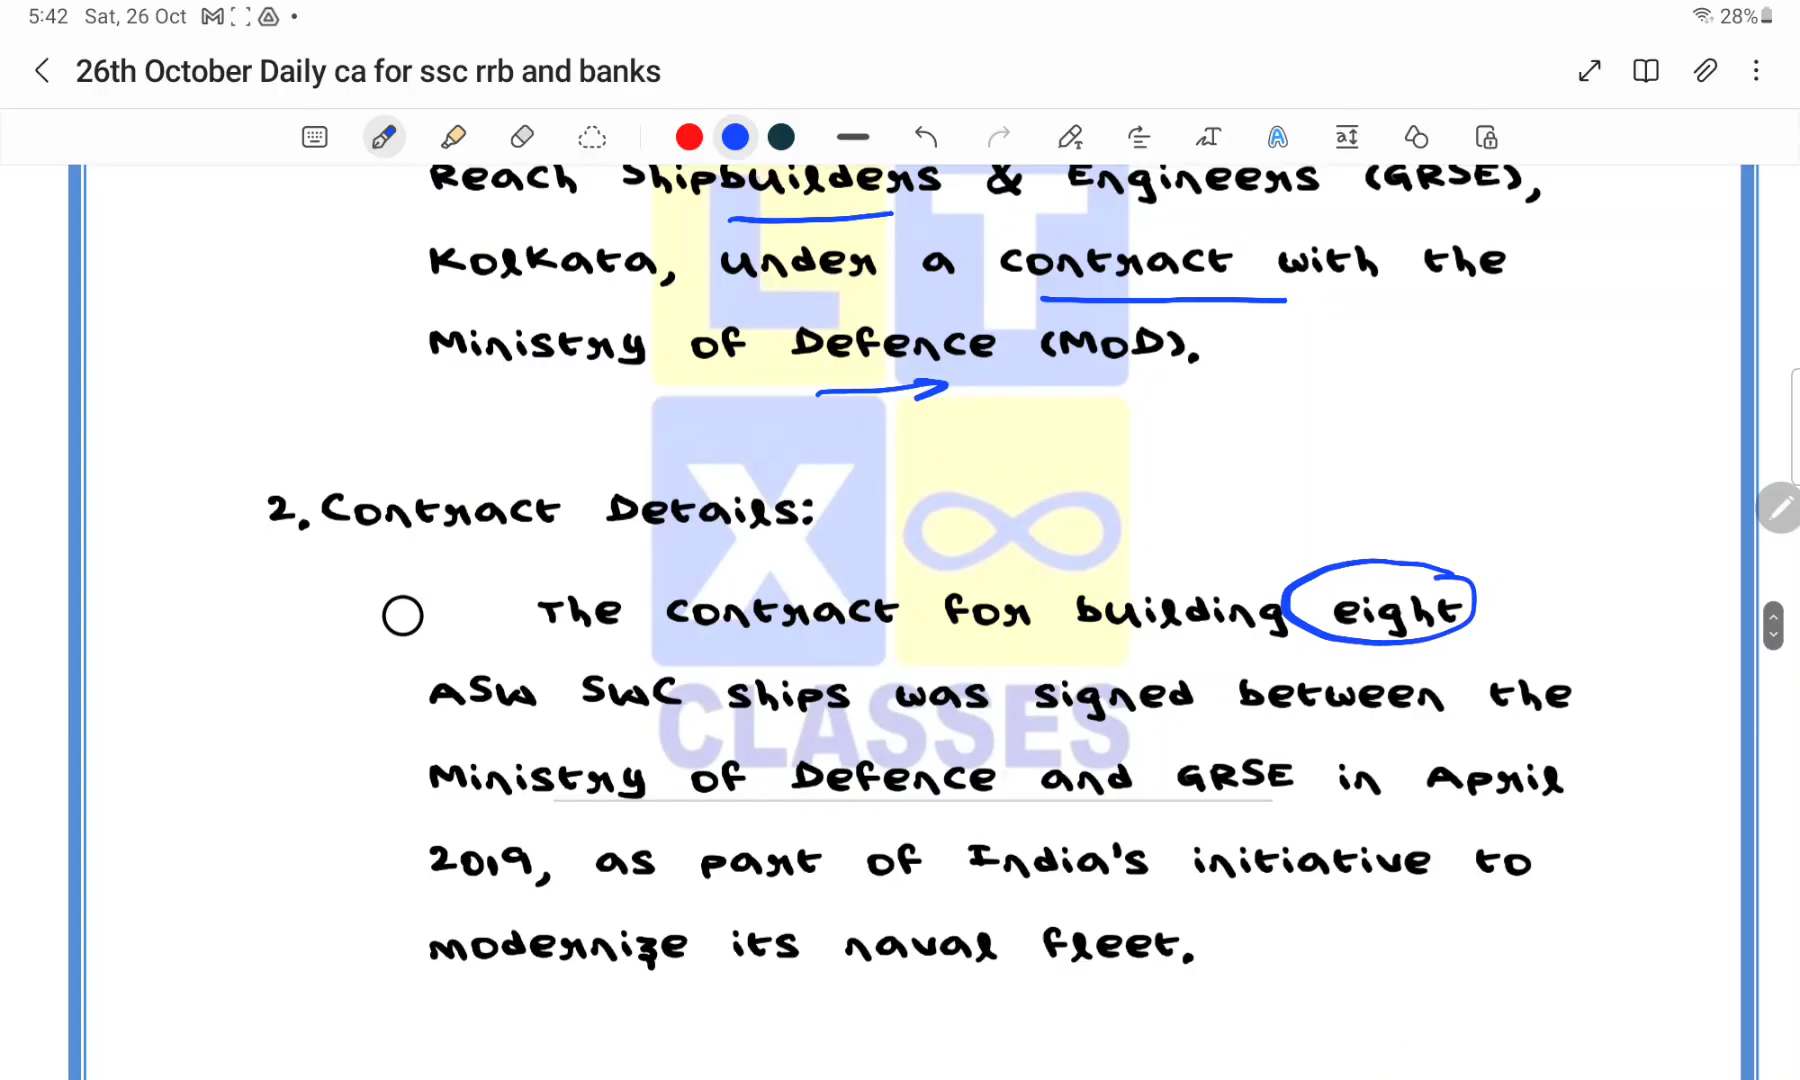 5:42 Sat, 26 Oct
28%
26th October Daily ca for ssc rrb and banks
Reach Shipbuilders & Engineers (GRSE),
Kolkata, under a contract with the
Ministry of Defence (MoD).
2. Contract Details:
The contract for building eight
ASW SWC ships was signed between the
Ministry of Defence and GRSE in April
2019, as part of India's initiative to
modernize its naval fleet.
L T
X ∞
CLASSES